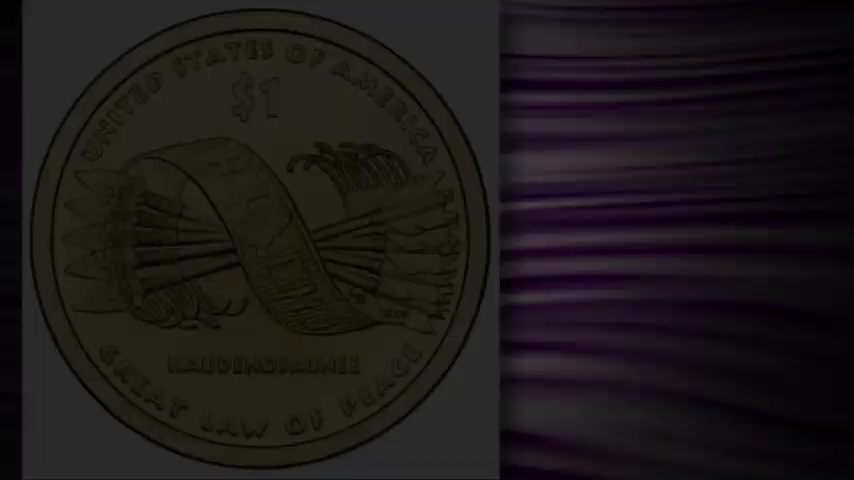 UNITED STATES OF AMERICA
$1
HAUDENOSAUNEE
GREAT LAW OF PEACE